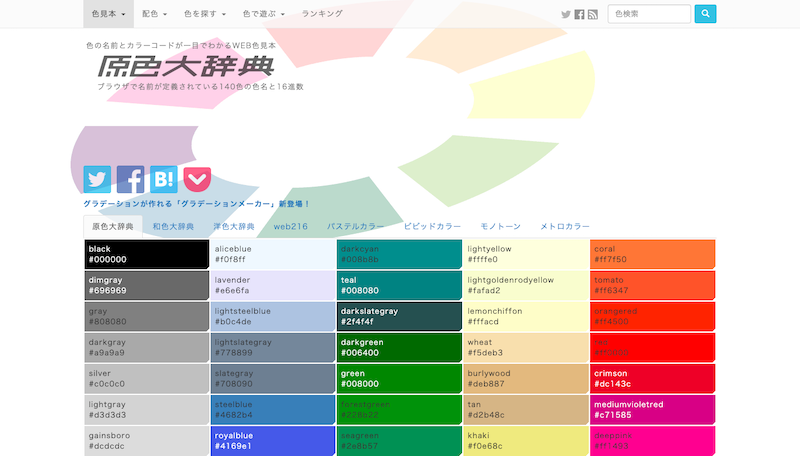 色見本 配色 色を探す 色で遊ぶ ランキング 色検索
色の名前とカラーコードが一目でわかるWEB色見本
原色大辞典
ブラウザで名前が定義されている140色の色名と16進数
B!
グラデーションが作れる「グラデーションメーカー」新登場！
原色大辞典 和色大辞典 洋色大辞典 web216 パステルカラー ビビッドカラー モノトーン メトロカラー
black aliceblue darkcyan lightyellow coral
#000000 #f0f8ff #008b8b #ffffe0 #ff7f50
dimgray lavender teal lightgoldenrodyellow tomato
#696969 #e6e6fa #008080 #fafad2 #ff6347
gray lightsteelblue darkslategray lemonchiffon orangered
#808080 #b0c4de #2f4f4f #fffacd #ff4500
darkgray lightslategray darkgreen wheat red
#a9a9a9 #778899 #006400 #f5deb3 #ff0000
silver slategray green burlywood crimson
#c0c0c0 #708090 #008000 #deb887 #dc143c
lightgray steelblue forestgreen tan mediumvioletred
#d3d3d3 #4682b4 #228b22 #d2b48c #c71585
gainsboro royalblue seagreen khaki deeppink
#dcdcdc #4169e1 #2e8b57 #f0e68c #ff1493